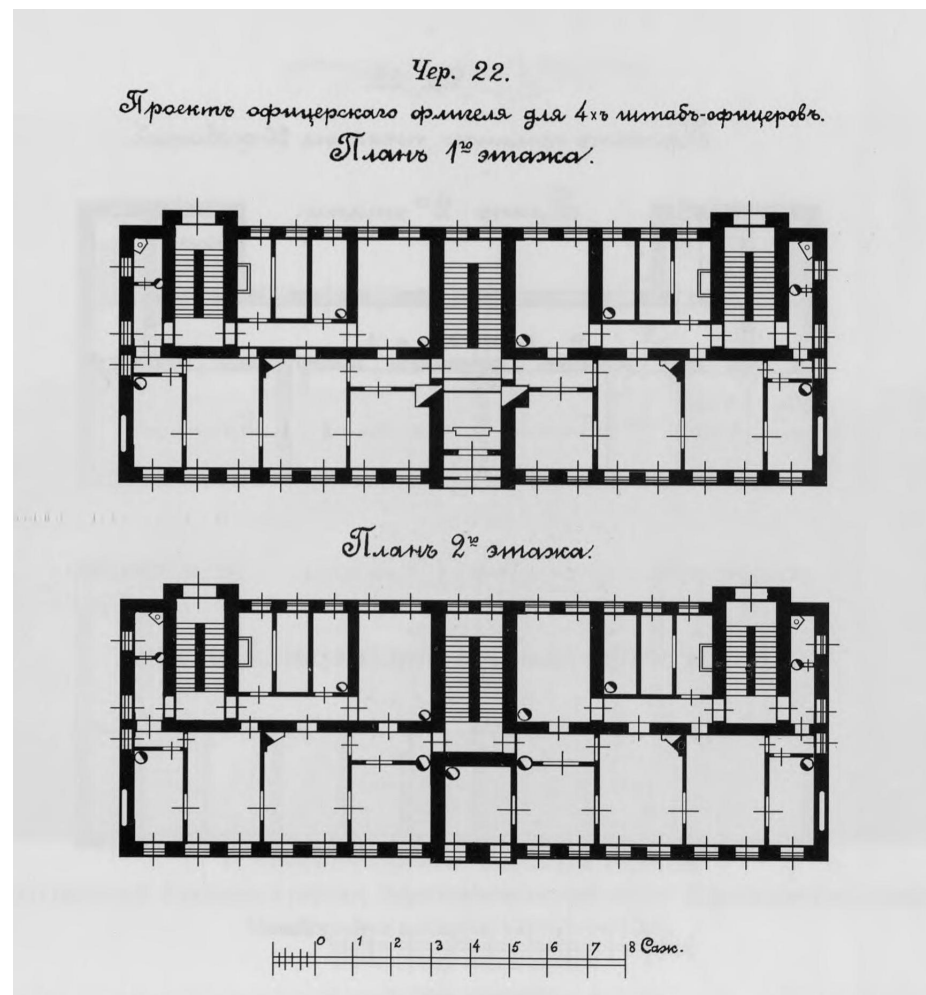 Чер. 22.
Проектъ офицерскаго флигеля для 4хъ штабъ-офицеровъ.
Планъ 1го этажа.
Планъ 2го этажа.
0 1 2 3 4 5 6 7 8 Саж.